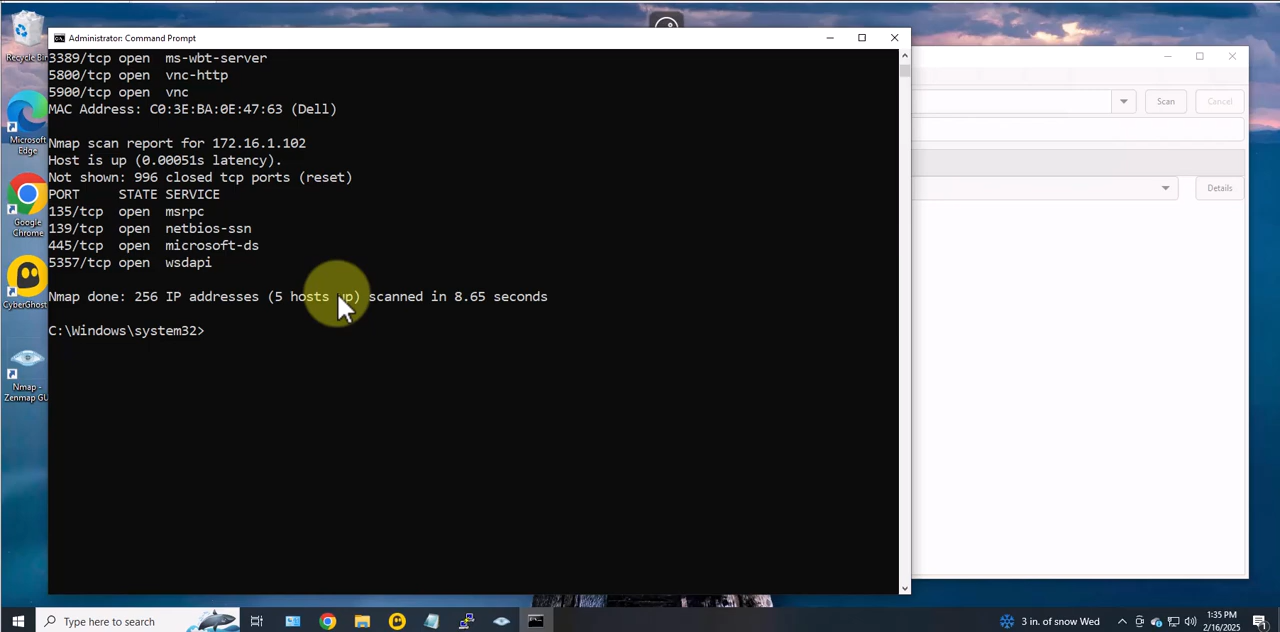 Recycle Bin
Microsoft
Edge
Google
Chrome
CyberGhost
Nmap -
Zenmap GUI
Administrator: Command Prompt
3389/tcp open  ms-wbt-server
5800/tcp open  vnc-http
5900/tcp open  vnc
MAC Address: C0:3E:BA:0E:47:63 (Dell)
Nmap scan report for 172.16.1.102
Host is up (0.00051s latency).
Not shown: 996 closed tcp ports (reset)
PORT     STATE SERVICE
135/tcp  open  msrpc
139/tcp  open  netbios-ssn
445/tcp  open  microsoft-ds
5357/tcp open  wsdapi
Nmap done: 256 IP addresses (5 hosts up) scanned in 8.65 seconds
C:\Windows\system32>
Scan
Cancel
Details
Type here to search
3 in. of snow Wed
1:35 PM
2/16/2025